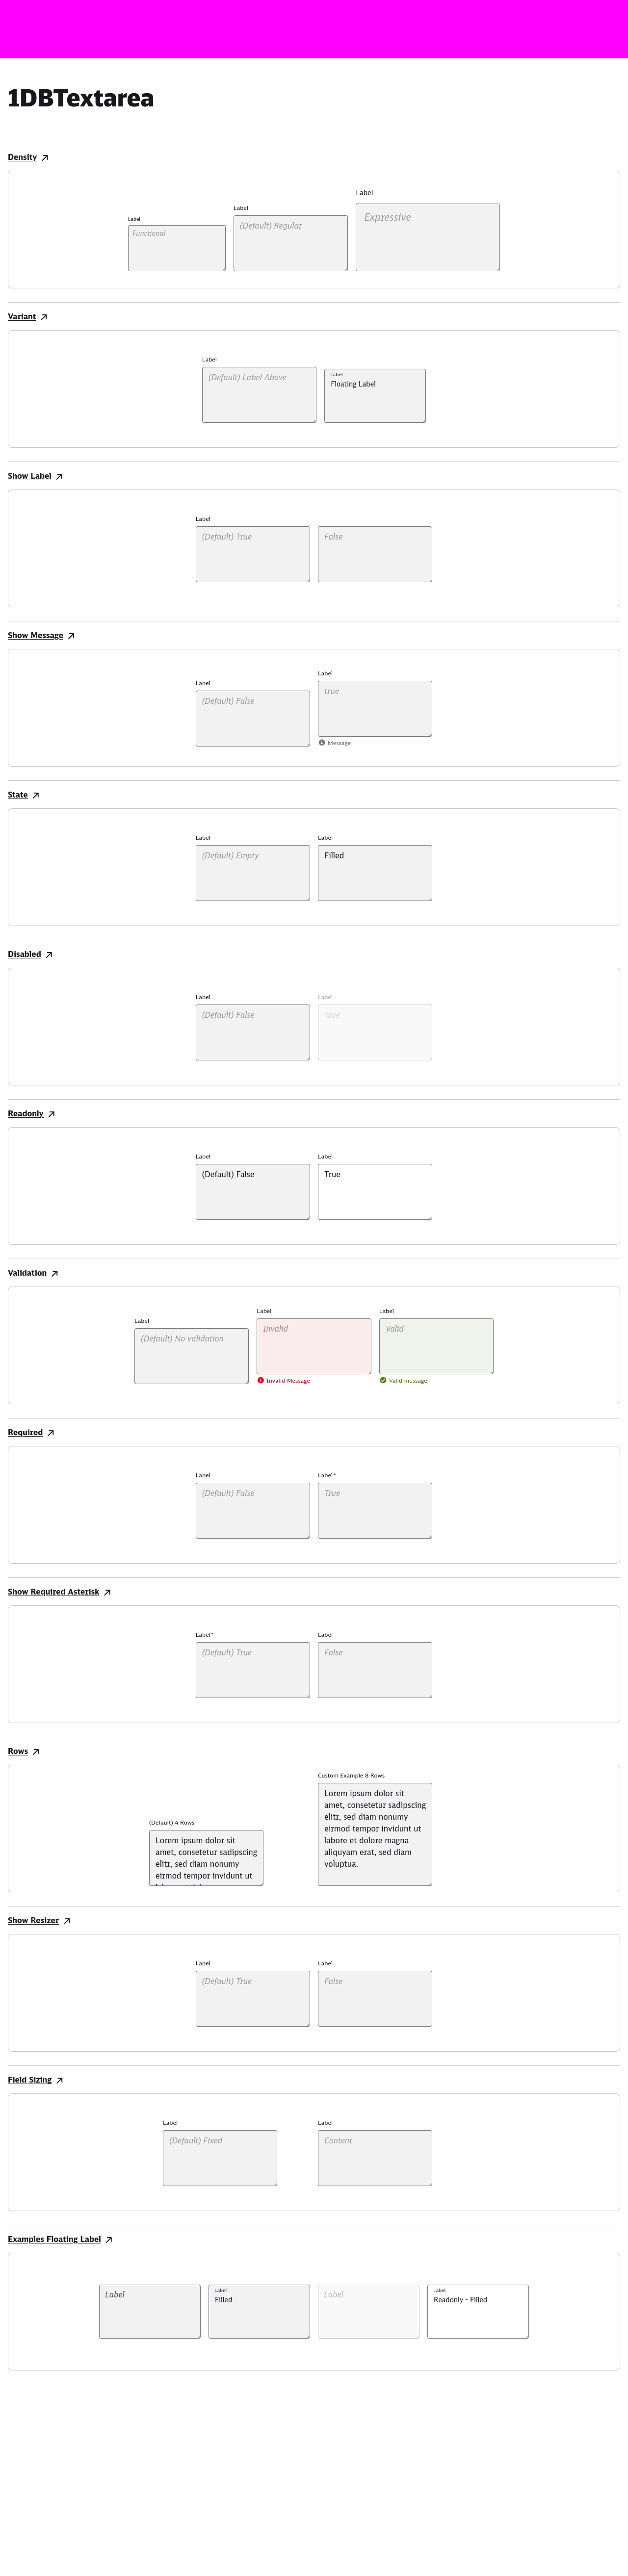 1DBTextarea
Density
Label
Functional
Label
(Default) Regular
Label
Expressive
Variant
Label
(Default) Label Above
Label
Floating Label
Show Label
Label
(Default) True
False
Show Message
Label
(Default) False
Label
true
Message
State
Label
(Default) Empty
Label
Filled
Disabled
Label
(Default) False
Label
True
Readonly
Label
(Default) False
Label
True
Validation
Label
(Default) No validation
Label
Invalid
Invalid Message
Label
Valid
Valid message
Required
Label
(Default) False
Label*
True
Show Required Asterisk
Label*
(Default) True
Label
False
Rows
(Default) 4 Rows
Lorem ipsum dolor sit
amet, consetetur sadipscing
elitr, sed diam nonumy
eirmod tempor invidunt ut
Custom Example 8 Rows
Lorem ipsum dolor sit
amet, consetetur sadipscing
elitr, sed diam nonumy
eirmod tempor invidunt ut
labore et dolore magna
aliquyam erat, sed diam
voluptua.
Show Resizer
Label
(Default) True
Label
False
Field Sizing
Label
(Default) Fixed
Label
Content
Examples Floating Label
Label
Label
Filled
Label
Label
Readonly - Filled